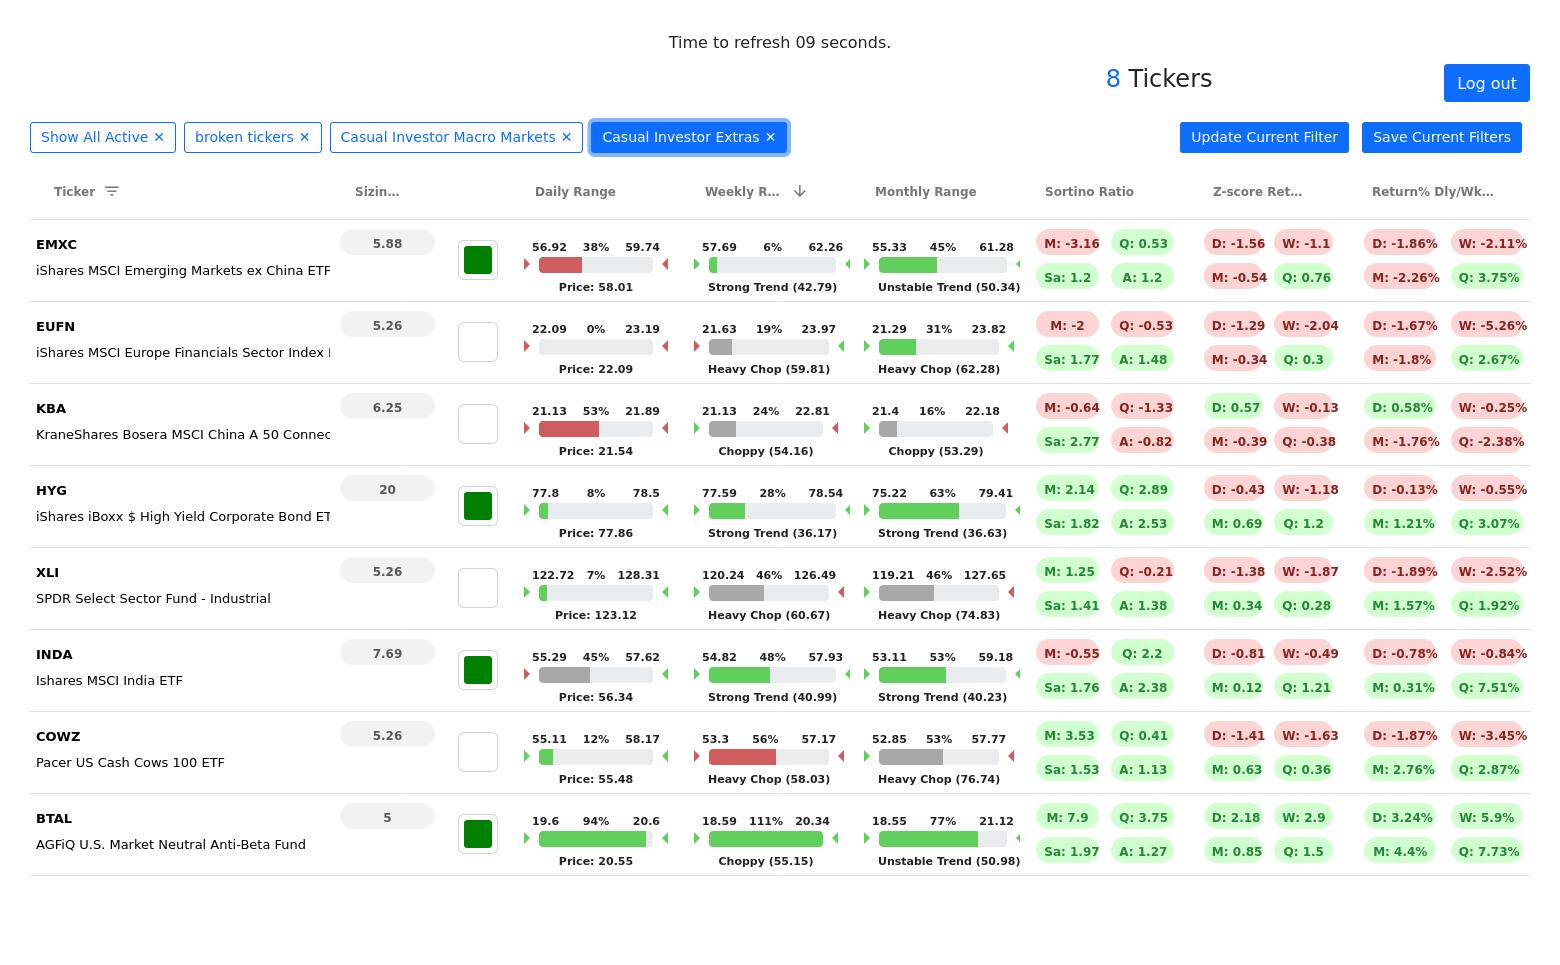 Time to refresh 09 seconds.
8 Tickers
Log out
Show All Active ✕ broken tickers ✕ Casual Investor Macro Markets ✕ Casual Investor Extras ✕ Update Current Filter Save Current Filters
Ticker Sizin... Daily Range Weekly R... Monthly Range Sortino Ratio Z-score Ret... Return% Dly/Wk...
EMXC 5.88 56.92 38% 59.74 57.69 6% 62.26 55.33 45% 61.28 M: -3.16 Q: 0.53 D: -1.56 W: -1.1 D: -1.86% W: -2.11%
iShares MSCI Emerging Markets ex China ETF Sa: 1.2 A: 1.2 M: -0.54 Q: 0.76 M: -2.26% Q: 3.75%
Price: 58.01 Strong Trend (42.79) Unstable Trend (50.34)
EUFN 5.26 22.09 0% 23.19 21.63 19% 23.97 21.29 31% 23.82 M: -2 Q: -0.53 D: -1.29 W: -2.04 D: -1.67% W: -5.26%
iShares MSCI Europe Financials Sector Index Sa: 1.77 A: 1.48 M: -0.34 Q: 0.3 M: -1.8% Q: 2.67%
Price: 22.09 Heavy Chop (59.81) Heavy Chop (62.28)
KBA 6.25 21.13 53% 21.89 21.13 24% 22.81 21.4 16% 22.18 M: -0.64 Q: -1.33 D: 0.57 W: -0.13 D: 0.58% W: -0.25%
KraneShares Bosera MSCI China A 50 Connec Sa: 2.77 A: -0.82 M: -0.39 Q: -0.38 M: -1.76% Q: -2.38%
Price: 21.54 Choppy (54.16) Choppy (53.29)
HYG 20 77.8 8% 78.5 77.59 28% 78.54 75.22 63% 79.41 M: 2.14 Q: 2.89 D: -0.43 W: -1.18 D: -0.13% W: -0.55%
iShares iBoxx $ High Yield Corporate Bond ET Sa: 1.82 A: 2.53 M: 0.69 Q: 1.2 M: 1.21% Q: 3.07%
Price: 77.86 Strong Trend (36.17) Strong Trend (36.63)
XLI 5.26 122.72 7% 128.31 120.24 46% 126.49 119.21 46% 127.65 M: 1.25 Q: -0.21 D: -1.38 W: -1.87 D: -1.89% W: -2.52%
SPDR Select Sector Fund - Industrial Sa: 1.41 A: 1.38 M: 0.34 Q: 0.28 M: 1.57% Q: 1.92%
Price: 123.12 Heavy Chop (60.67) Heavy Chop (74.83)
INDA 7.69 55.29 45% 57.62 54.82 48% 57.93 53.11 53% 59.18 M: -0.55 Q: 2.2 D: -0.81 W: -0.49 D: -0.78% W: -0.84%
Ishares MSCI India ETF Sa: 1.76 A: 2.38 M: 0.12 Q: 1.21 M: 0.31% Q: 7.51%
Price: 56.34 Strong Trend (40.99) Strong Trend (40.23)
COWZ 5.26 55.11 12% 58.17 53.3 56% 57.17 52.85 53% 57.77 M: 3.53 Q: 0.41 D: -1.41 W: -1.63 D: -1.87% W: -3.45%
Pacer US Cash Cows 100 ETF Sa: 1.53 A: 1.13 M: 0.63 Q: 0.36 M: 2.76% Q: 2.87%
Price: 55.48 Heavy Chop (58.03) Heavy Chop (76.74)
BTAL 5 19.6 94% 20.6 18.59 111% 20.34 18.55 77% 21.12 M: 7.9 Q: 3.75 D: 2.18 W: 2.9 D: 3.24% W: 5.9%
AGFiQ U.S. Market Neutral Anti-Beta Fund Sa: 1.97 A: 1.27 M: 0.85 Q: 1.5 M: 4.4% Q: 7.73%
Price: 20.55 Choppy (55.15) Unstable Trend (50.98)